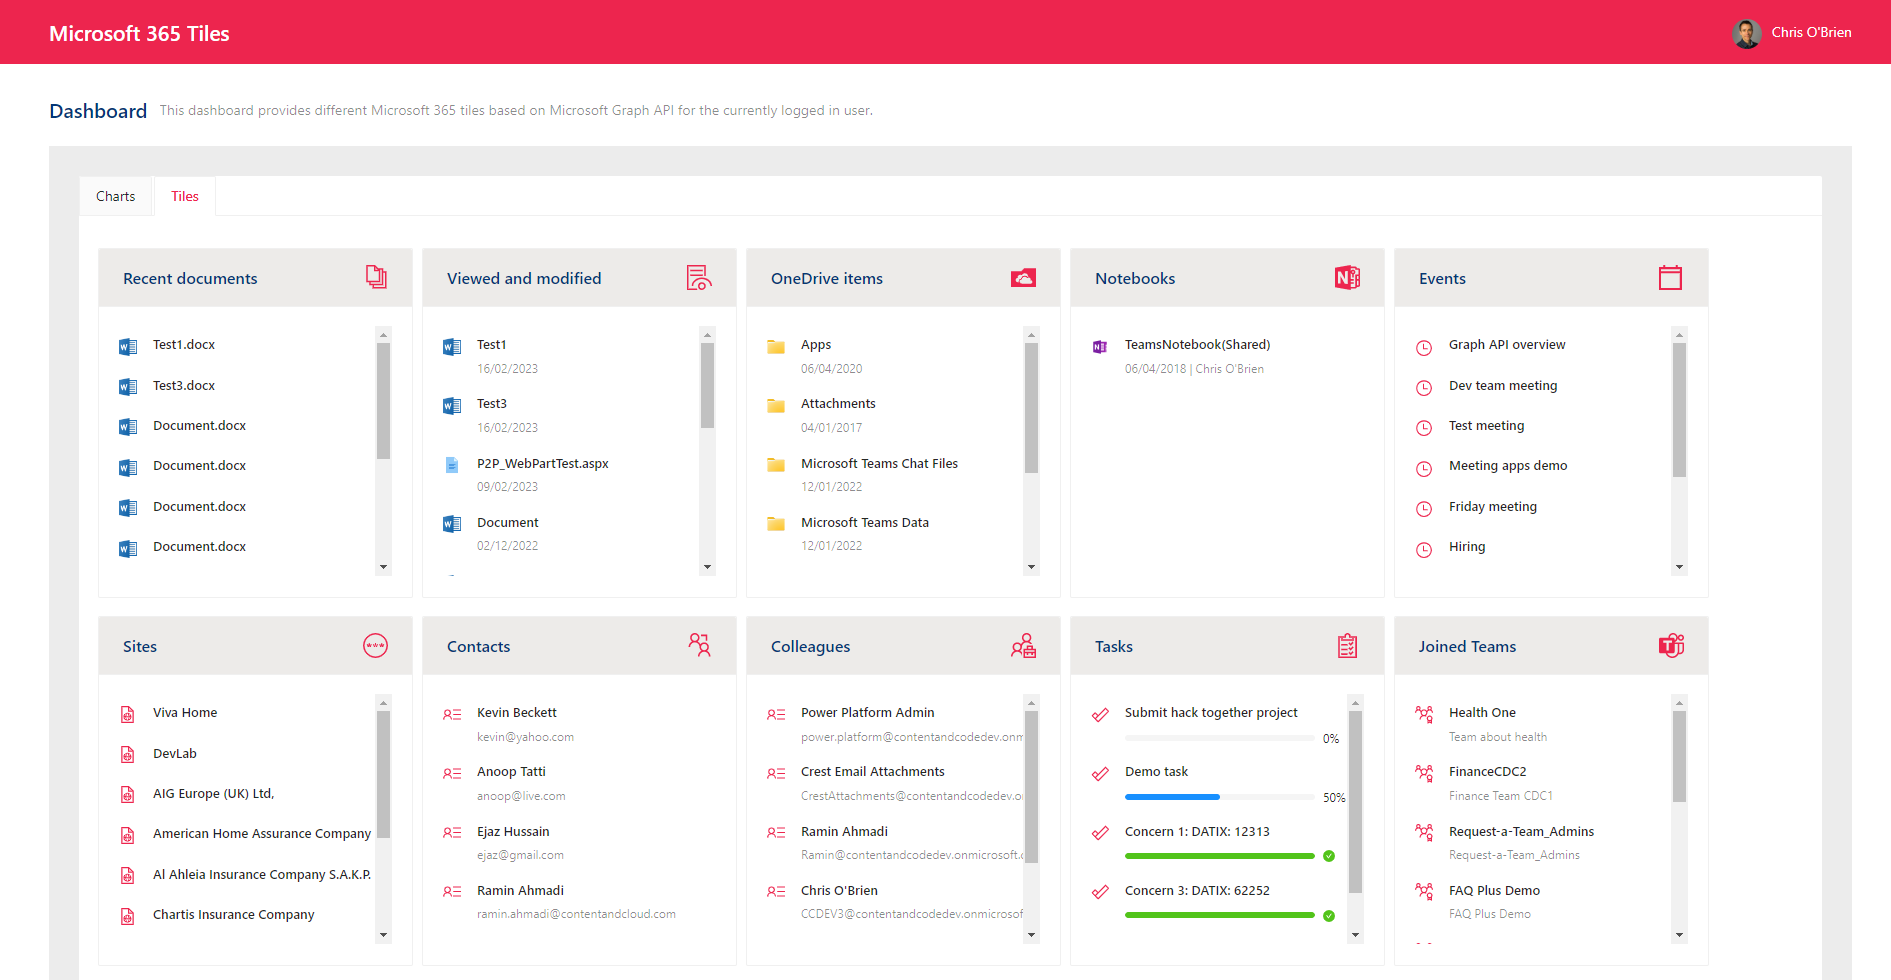 Microsoft 365 Tiles
Chris O'Brien
Dashboard This dashboard provides different Microsoft 365 tiles based on Microsoft Graph API for the currently logged in user.
Charts
Tiles
Recent documents
Test1.docx
Test3.docx
Document.docx
Document.docx
Document.docx
Document.docx
Viewed and modified
Test1
16/02/2023
Test3
16/02/2023
P2P_WebPartTest.aspx
09/02/2023
Document
02/12/2022
OneDrive items
Apps
06/04/2020
Attachments
04/01/2017
Microsoft Teams Chat Files
12/01/2022
Microsoft Teams Data
12/01/2022
Notebooks
TeamsNotebook(Shared)
06/04/2018 | Chris O'Brien
Events
Graph API overview
Dev team meeting
Test meeting
Meeting apps demo
Friday meeting
Hiring
Sites
Viva Home
DevLab
AIG Europe (UK) Ltd,
American Home Assurance Company
Al Ahleia Insurance Company S.A.K.P.
Chartis Insurance Company
Contacts
Kevin Beckett
kevin@yahoo.com
Anoop Tatti
anoop@live.com
Ejaz Hussain
ejaz@gmail.com
Ramin Ahmadi
ramin.ahmadi@contentandcloud.com
Colleagues
Power Platform Admin
power.platform@contentandcodedev.onm
Crest Email Attachments
CrestAttachments@contentandcodedev.o
Ramin Ahmadi
Ramin@contentandcodedev.onmicrosoft.
Chris O'Brien
CCDEV3@contentandcodedev.onmicrosof
Tasks
Submit hack together project
0%
Demo task
50%
Concern 1: DATIX: 12313
Concern 3: DATIX: 62252
Joined Teams
Health One
Team about health
FinanceCDC2
Finance Team CDC1
Request-a-Team_Admins
Request-a-Team_Admins
FAQ Plus Demo
FAQ Plus Demo